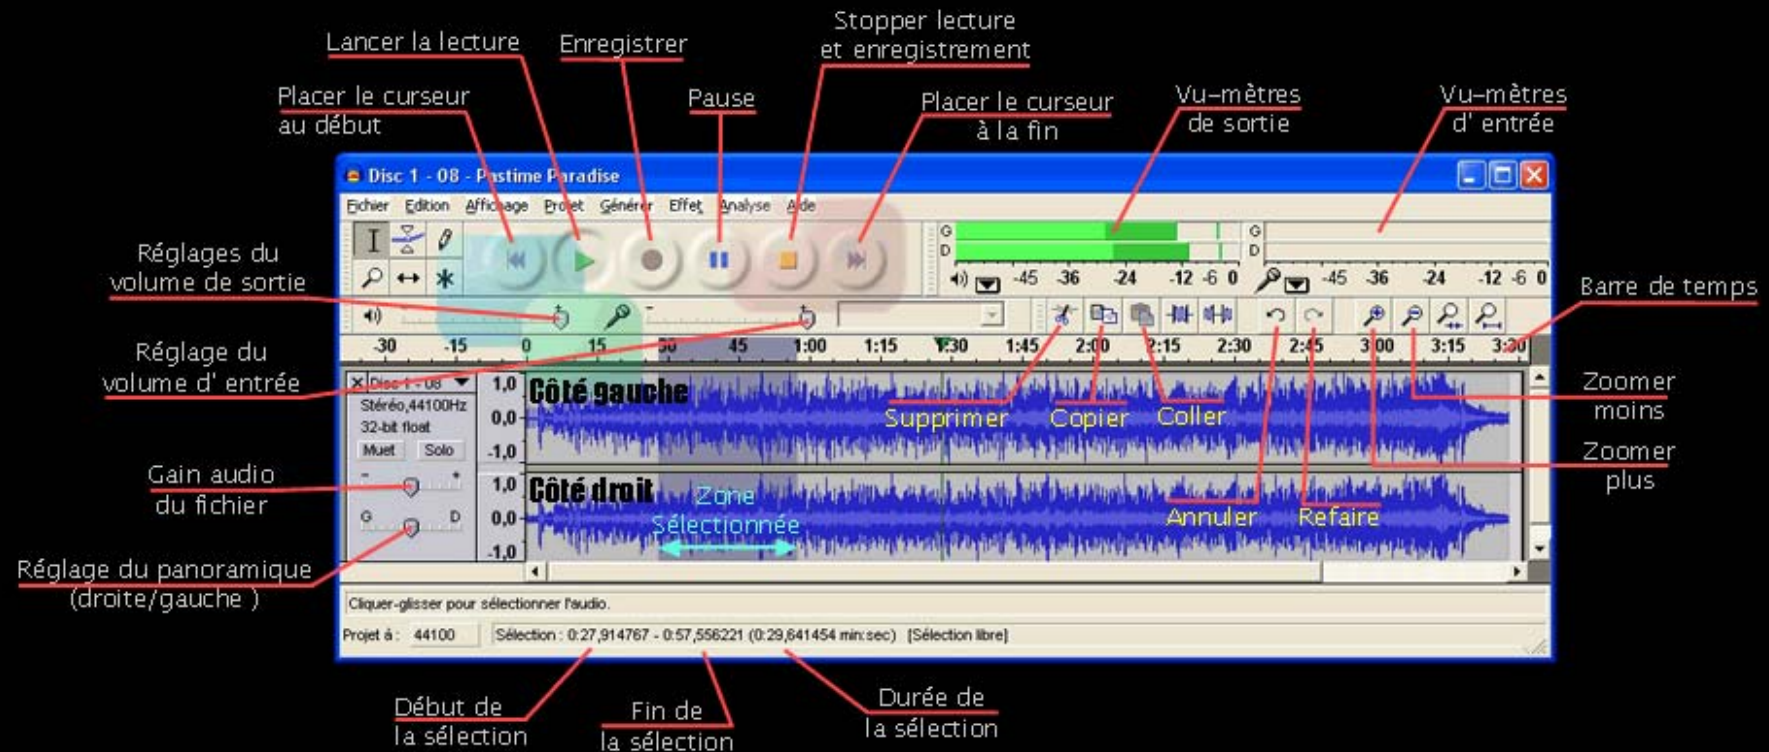 Stopper lecture
et enregistrement
Lancer la lecture
Enregistrer
Placer le curseur
au début
Pause
Placer le curseur
à la fin
Vu-mètres
de sortie
Vu-mètres
d' entrée
Disc 1 - 08 - Pastime Paradise
Fichier Edition Affichage Projet Générer Effet Analyse Aide
G
D
-45 -36 -24 -12 -6 0
G
D
-45 -36 -24 -12 -6 0
Réglages du
volume de sortie
Barre de temps
- +
- +
-30 -15 0 15 30 45 1:00 1:15 1:30 1:45 2:00 2:15 2:30 2:45 3:00 3:15 3:30
Réglage du
volume d' entrée
Disc 1 - 08
Stéréo,44100Hz
32-bit float
Muet Solo
- +
G D
1,0
0,0
-1,0
1,0
0,0
-1,0
Côté gauche
Côté droit
Supprimer
Copier
Coller
Zoomer
moins
Zoomer
plus
Gain audio
du fichier
Zone
Sélectionnée
Annuler
Refaire
Réglage du panoramique
(droite/gauche )
Cliquer-glisser pour sélectionner l'audio.
Projet à : 44100 Sélection : 0:27,914767 - 0:57,556221 (0:29,641454 min:sec) [Sélection libre]
Début de
la sélection
Fin de
la sélection
Durée de
la sélection